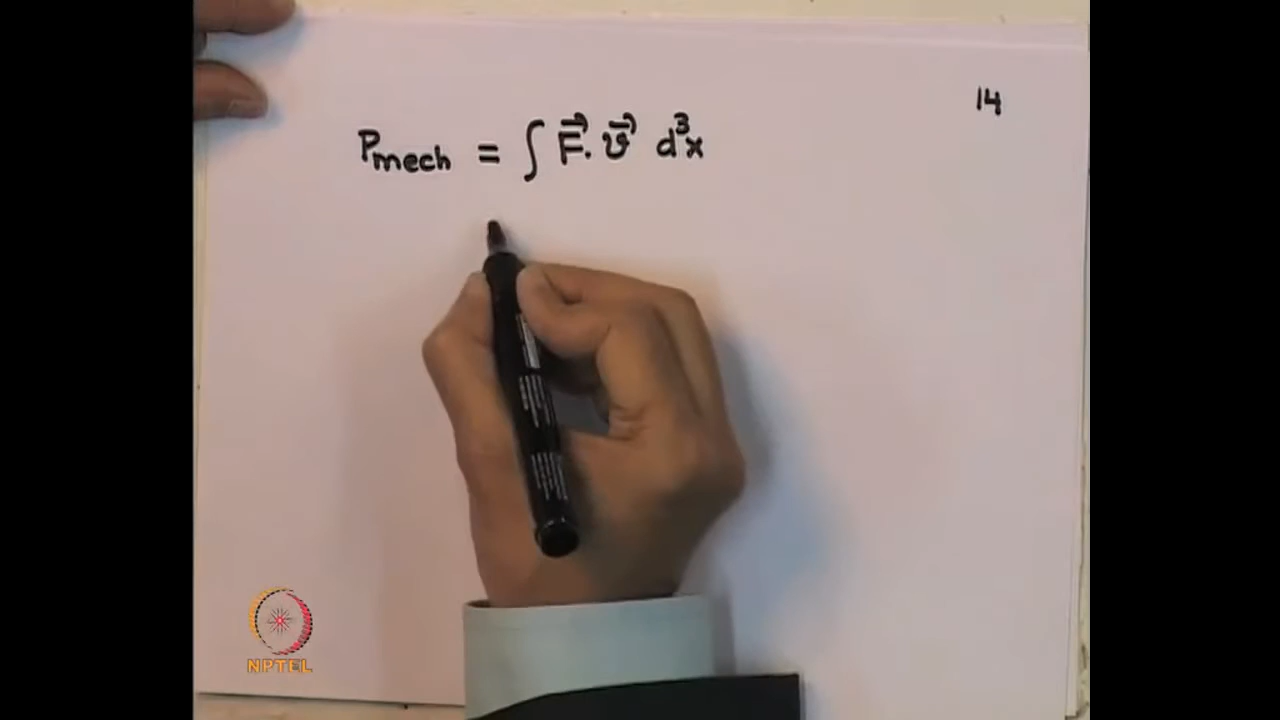 14
P_mech = ∫ F⃗ . v⃗ d³x
NPTEL